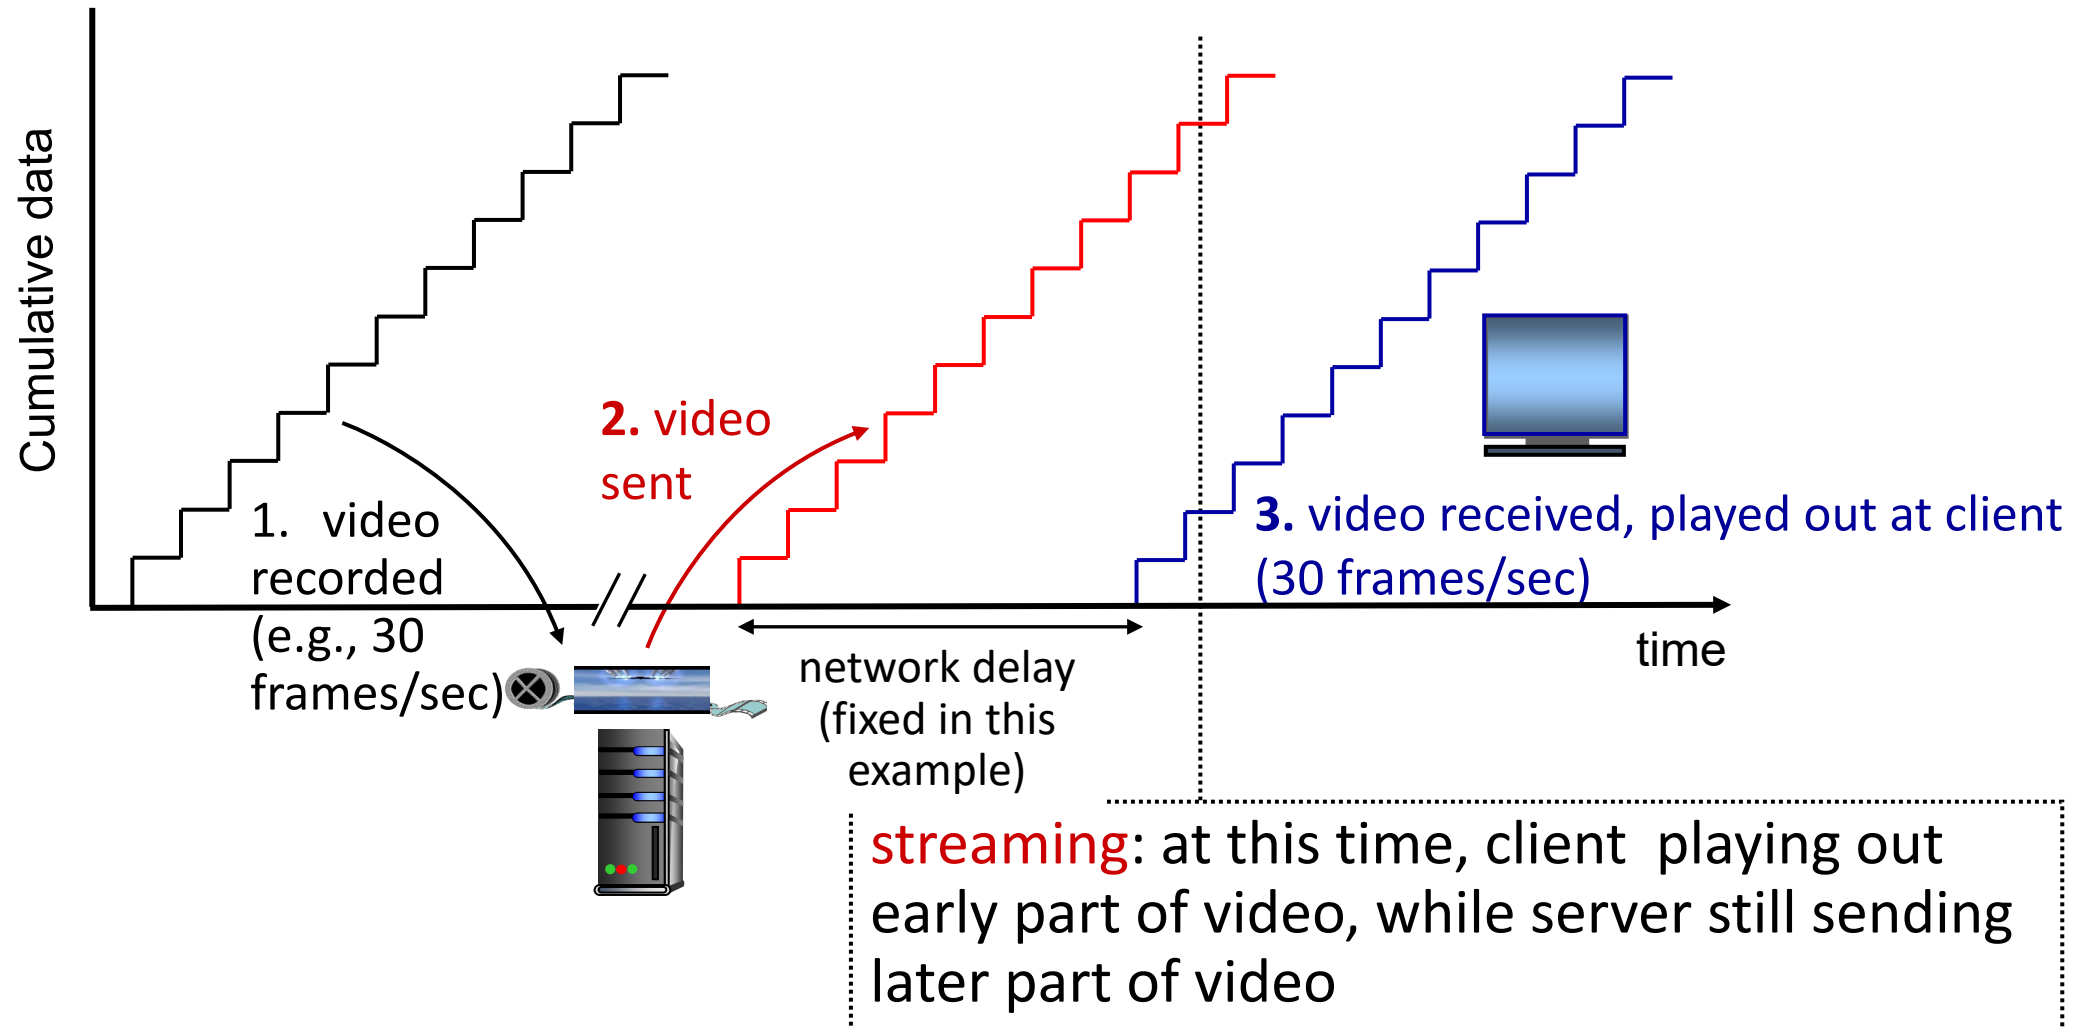 Cumulative data
1. video
recorded
(e.g., 30
frames/sec)
2. video
sent
3. video received, played out at client
(30 frames/sec)
time
network delay
(fixed in this
example)
streaming: at this time, client playing out
early part of video, while server still sending
later part of video